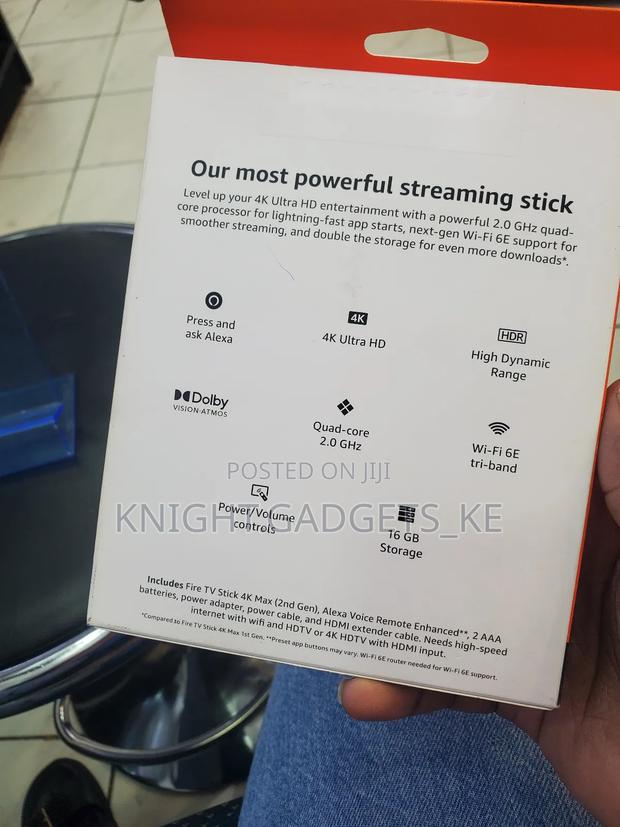 Our most powerful streaming stick
Level up your 4K Ultra HD entertainment with a powerful 2.0 GHz quad-
core processor for lightning-fast app starts, next-gen Wi-Fi 6E support for
smoother streaming, and double the storage for even more downloads*.
Press and
ask Alexa
4K
4K Ultra HD
HDR
High Dynamic
Range
Dolby
VISION·ATMOS
Quad-core
2.0 GHz
Wi-Fi 6E
tri-band
POSTED ON JIJI
Power/Volume
controls
KNIGHTGADGETS_KE
16 GB
Storage
Includes Fire TV Stick 4K Max (2nd Gen), Alexa Voice Remote Enhanced**, 2 AAA
batteries, power adapter, power cable, and HDMI extender cable. Needs high-speed
internet with wifi and HDTV or 4K HDTV with HDMI input.
*Compared to Fire TV Stick 4K Max 1st Gen. **Preset app buttons may vary. Wi-Fi 6E router needed for Wi-Fi 6E support.